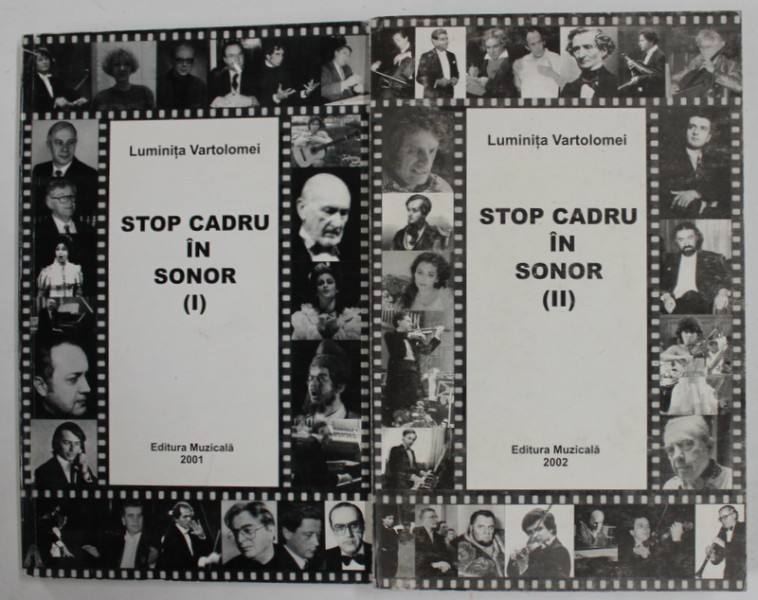 Luminița Vartolomei
STOP CADRU
ÎN
SONOR
(I)
Editura Muzicală
2001
Luminița Vartolomei
STOP CADRU
ÎN
SONOR
(II)
Editura Muzicală
2002